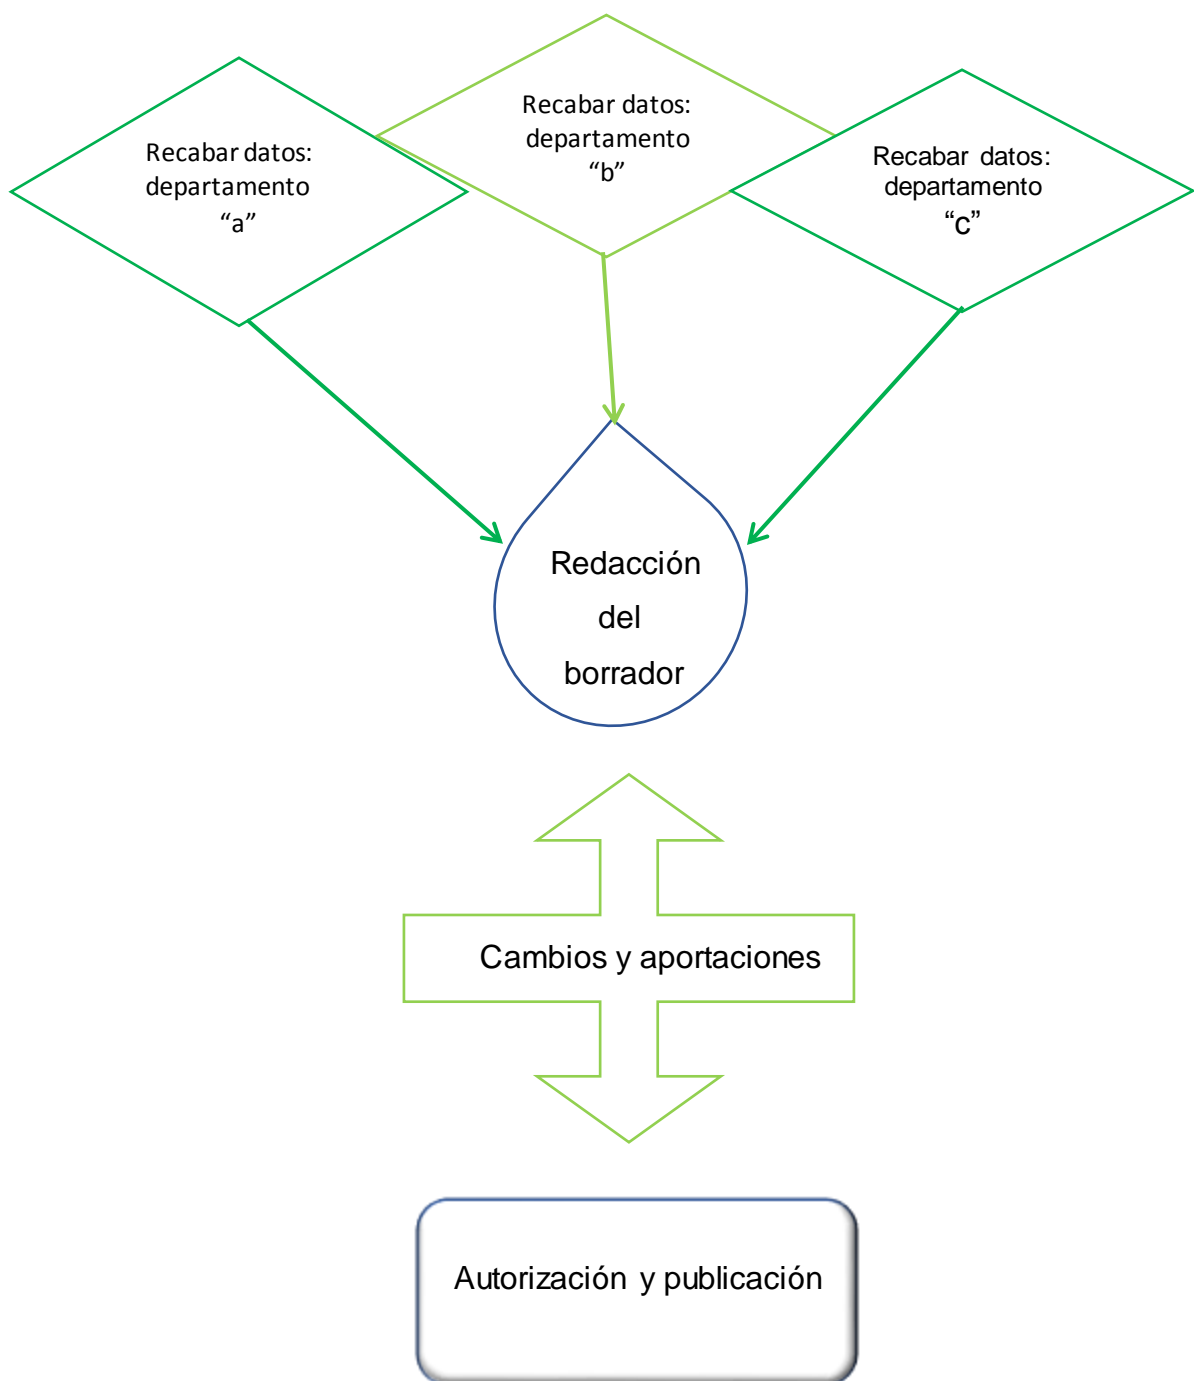 Recabar datos:
departamento
“a”
Recabar datos:
departamento
“b”
Recabar datos:
departamento
“c”
Redacción
del
borrador
Cambios y aportaciones
Autorización y publicación